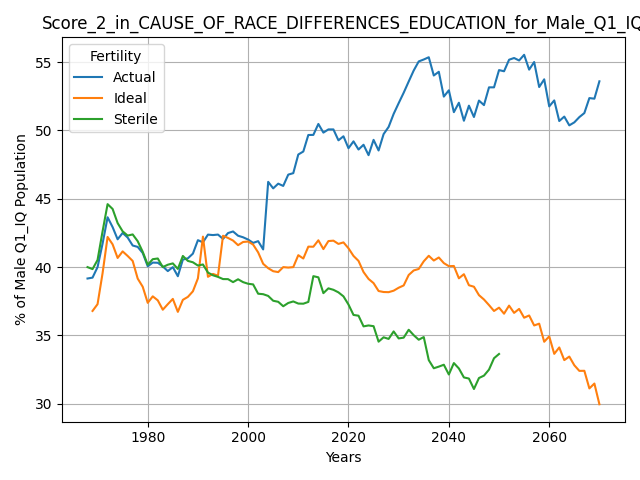 Score_2_in_CAUSE_OF_RACE_DIFFERENCES_EDUCATION_for_Male_Q1_IQ
Fertility
Actual
Ideal
Sterile
% of Male Q1_IQ Population
55
50
45
40
35
30
1980
2000
2020
2040
2060
Years